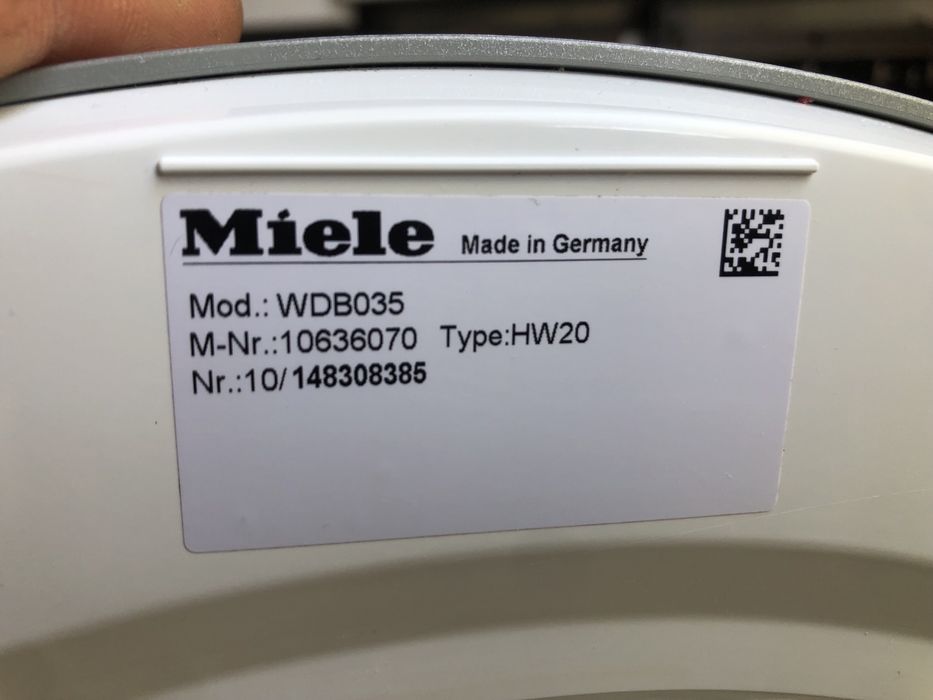 Miele Made in Germany
Mod.: WDB035
M-Nr.:10636070 Type:HW20
Nr.:10/148308385